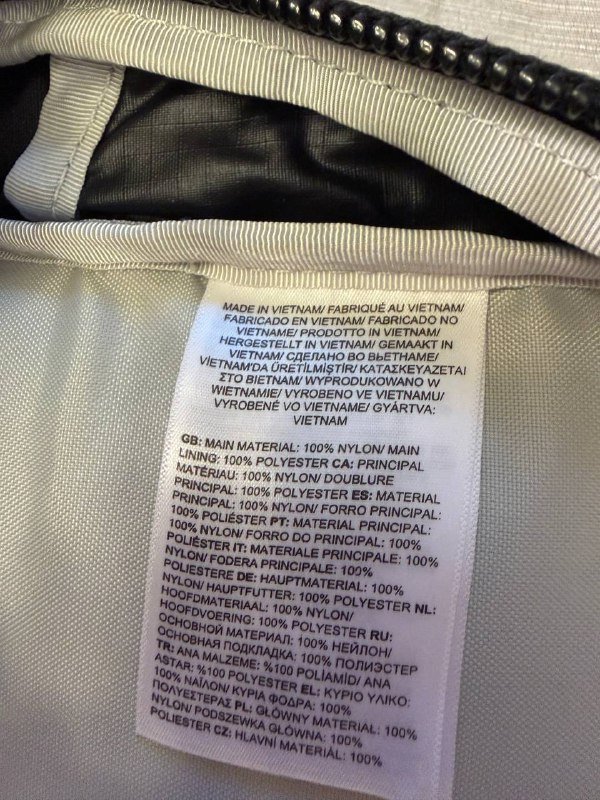 MADE IN VIETNAM/ FABRIQUÉ AU VIETNAM/
FABRICADO EN VIETNAM/ FABRICADO NO
VIETNAME/ PRODOTTO IN VIETNAM/
HERGESTELLT IN VIETNAM/ GEMAAKT IN
VIETNAM/ СДЕЛАНО ВО ВЬЕТНАМЕ/
VİETNAM'DA ÜRETİLMİŞTİR/ ΚΑΤΑΣΚΕΥΑΖΕΤΑΙ
ΣΤΟ ΒΙΕΤΝΑΜ/ WYPRODUKOWANO W
WIETNAMIE/ VYROBENO VE VIETNAMU/
VYROBENÉ VO VIETNAME/ GYÁRTVA:
VIETNAM
GB: MAIN MATERIAL: 100% NYLON/ MAIN
LINING: 100% POLYESTER CA: PRINCIPAL
MATÉRIAU: 100% NYLON/ DOUBLURE
PRINCIPAL: 100% POLYESTER ES: MATERIAL
PRINCIPAL: 100% NYLON/ FORRO PRINCIPAL:
100% POLIÉSTER PT: MATERIAL PRINCIPAL:
100% NYLON/ FORRO DO PRINCIPAL: 100%
POLIÉSTER IT: MATERIALE PRINCIPALE: 100%
NYLON/ FODERA PRINCIPALE: 100%
POLIESTERE DE: HAUPTMATERIAL: 100%
NYLON/ HAUPTFUTTER: 100% POLYESTER NL:
HOOFDMATERIAAL: 100% NYLON/
HOOFDVOERING: 100% POLYESTER RU:
ОСНОВНОЙ МАТЕРИАЛ: 100% НЕЙЛОН/
ОСНОВНАЯ ПОДКЛАДКА: 100% ПОЛИЭСТЕР
TR: ANA MALZEME: %100 POLİAMİD/ ANA
ASTAR: %100 POLYESTER EL: ΚΥΡΙΟ ΥΛΙΚΟ:
100% ΝΑΪΛΟΝ/ ΚΥΡΙΑ ΦΟΔΡΑ: 100%
ΠΟΛΥΕΣΤΕΡΑΣ PL: GŁÓWNY MATERIAL: 100%
NYLON/ PODSZEWKA GŁÓWNA: 100%
POLIESTER CZ: HLAVNÍ MATERIÁL: 100%